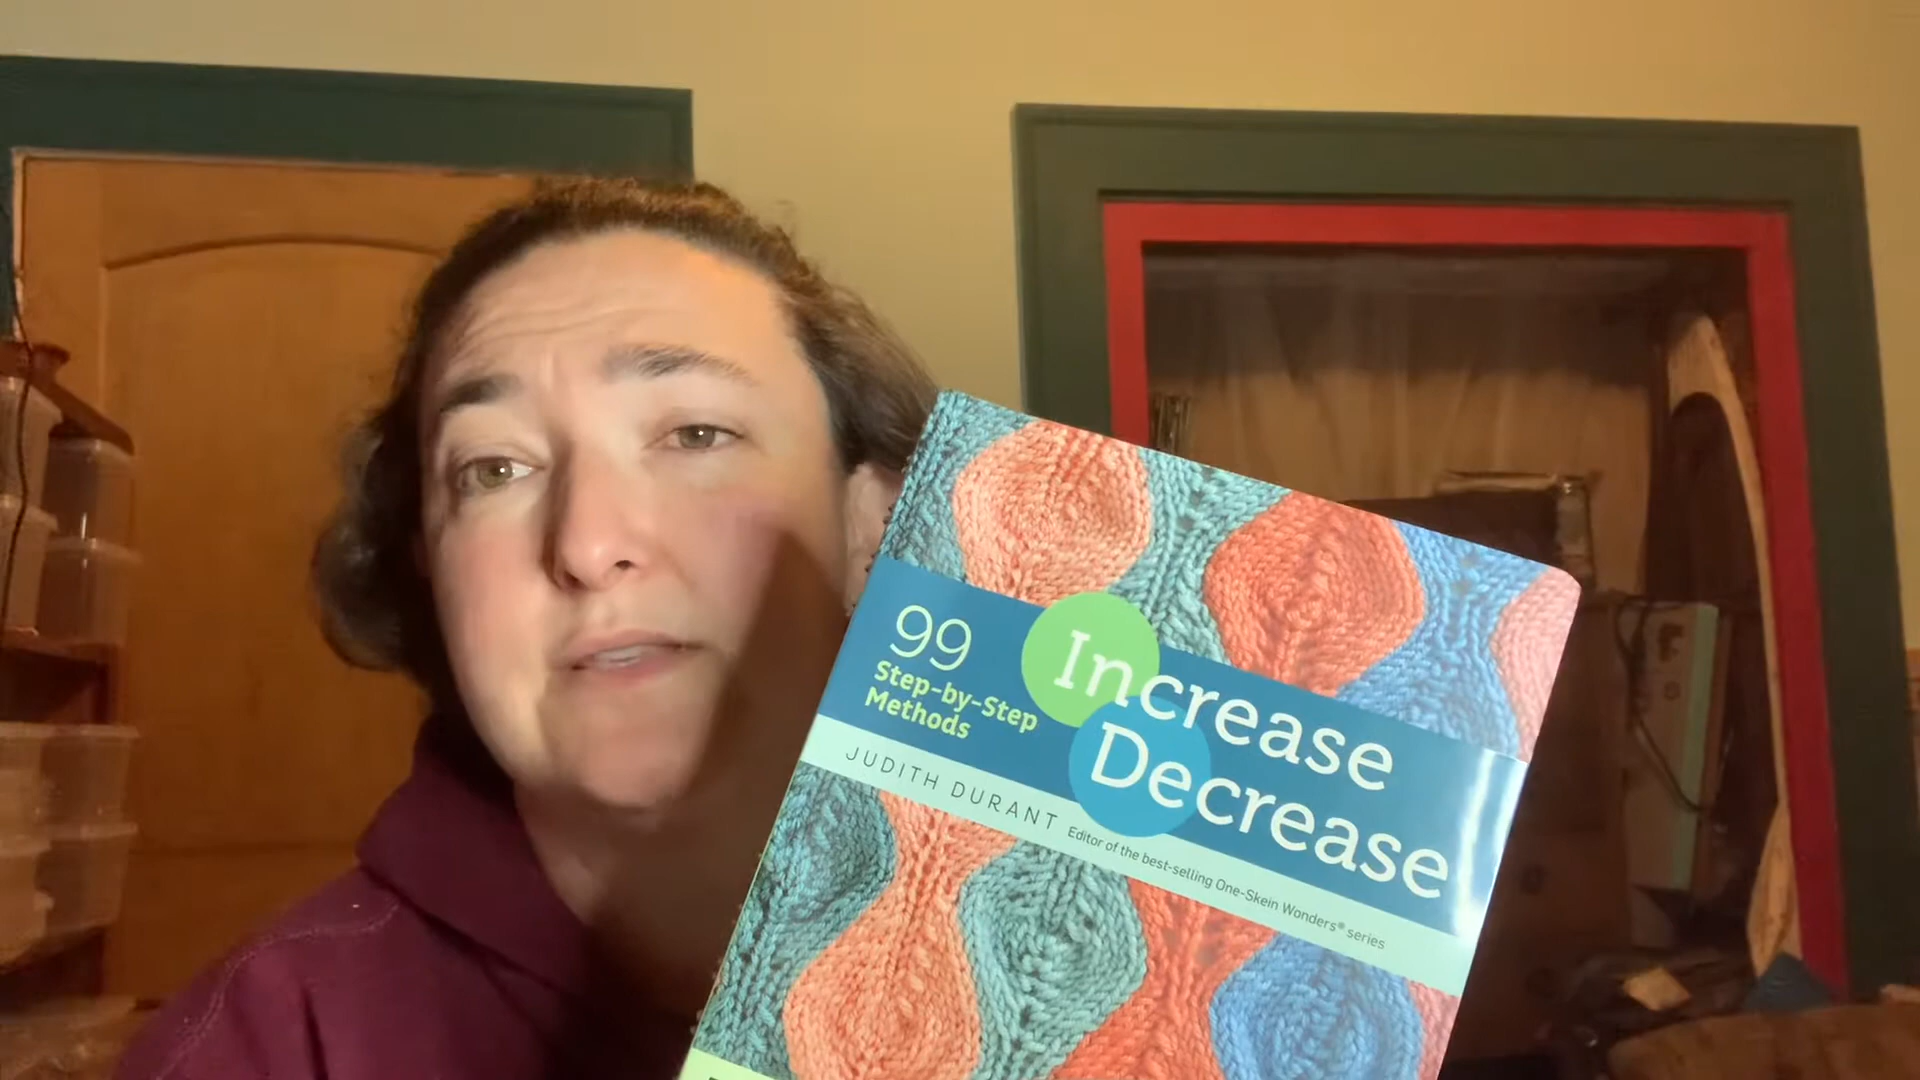 99
Step-by-Step
Methods
Increase
Decrease
JUDITH DURANT
Editor of the best-selling One-Skein Wonders® series